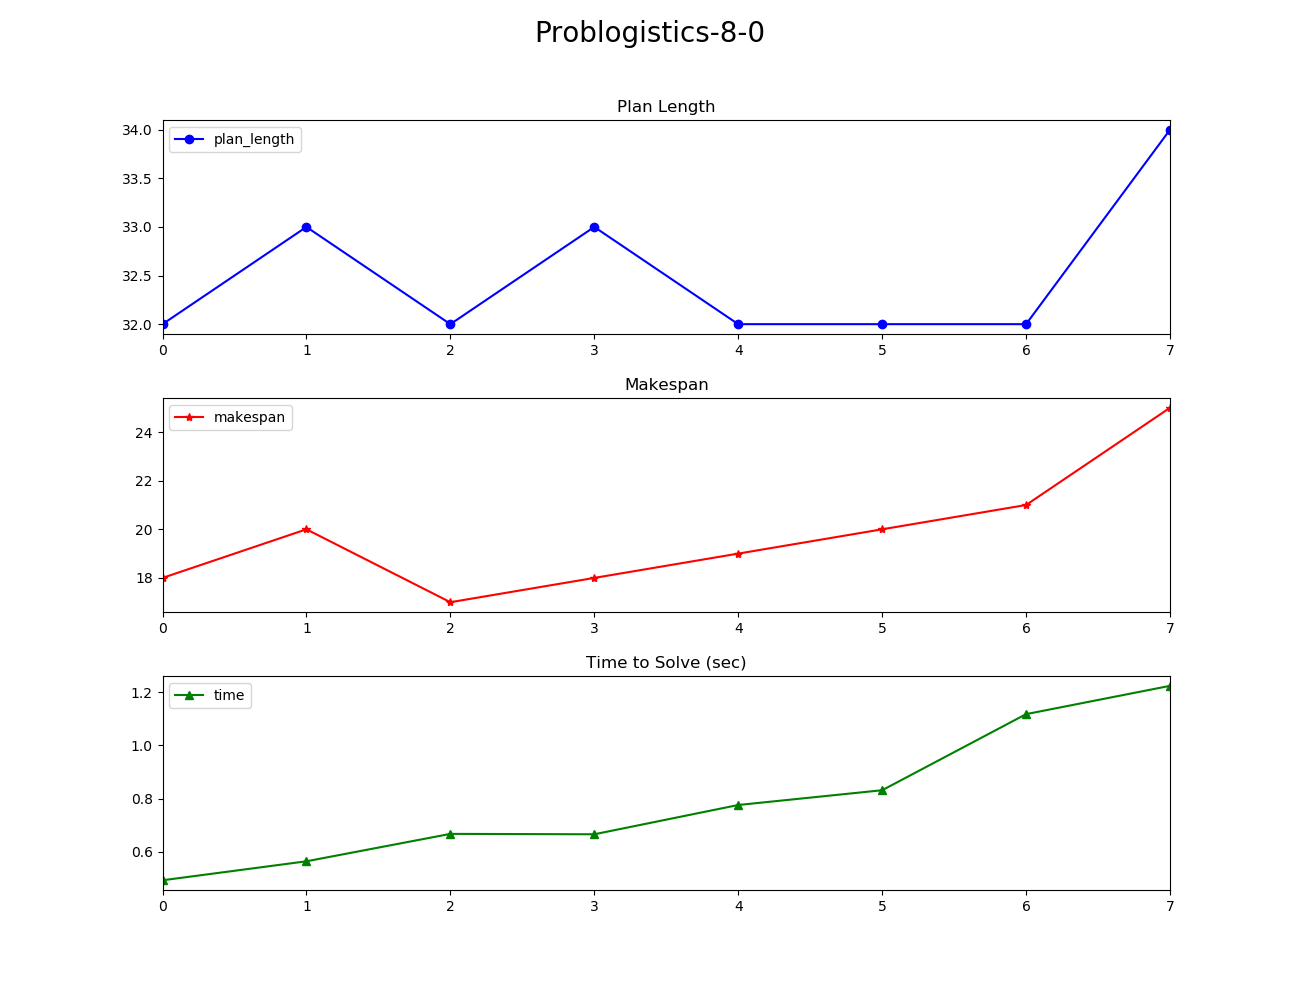 Problogistics-8-0
Plan Length
plan_length
34.0
33.5
33.0
32.5
32.0
0 1 2 3 4 5 6 7
Makespan
makespan
24
22
20
18
0 1 2 3 4 5 6 7
Time to Solve (sec)
time
1.2
1.0
0.8
0.6
0 1 2 3 4 5 6 7